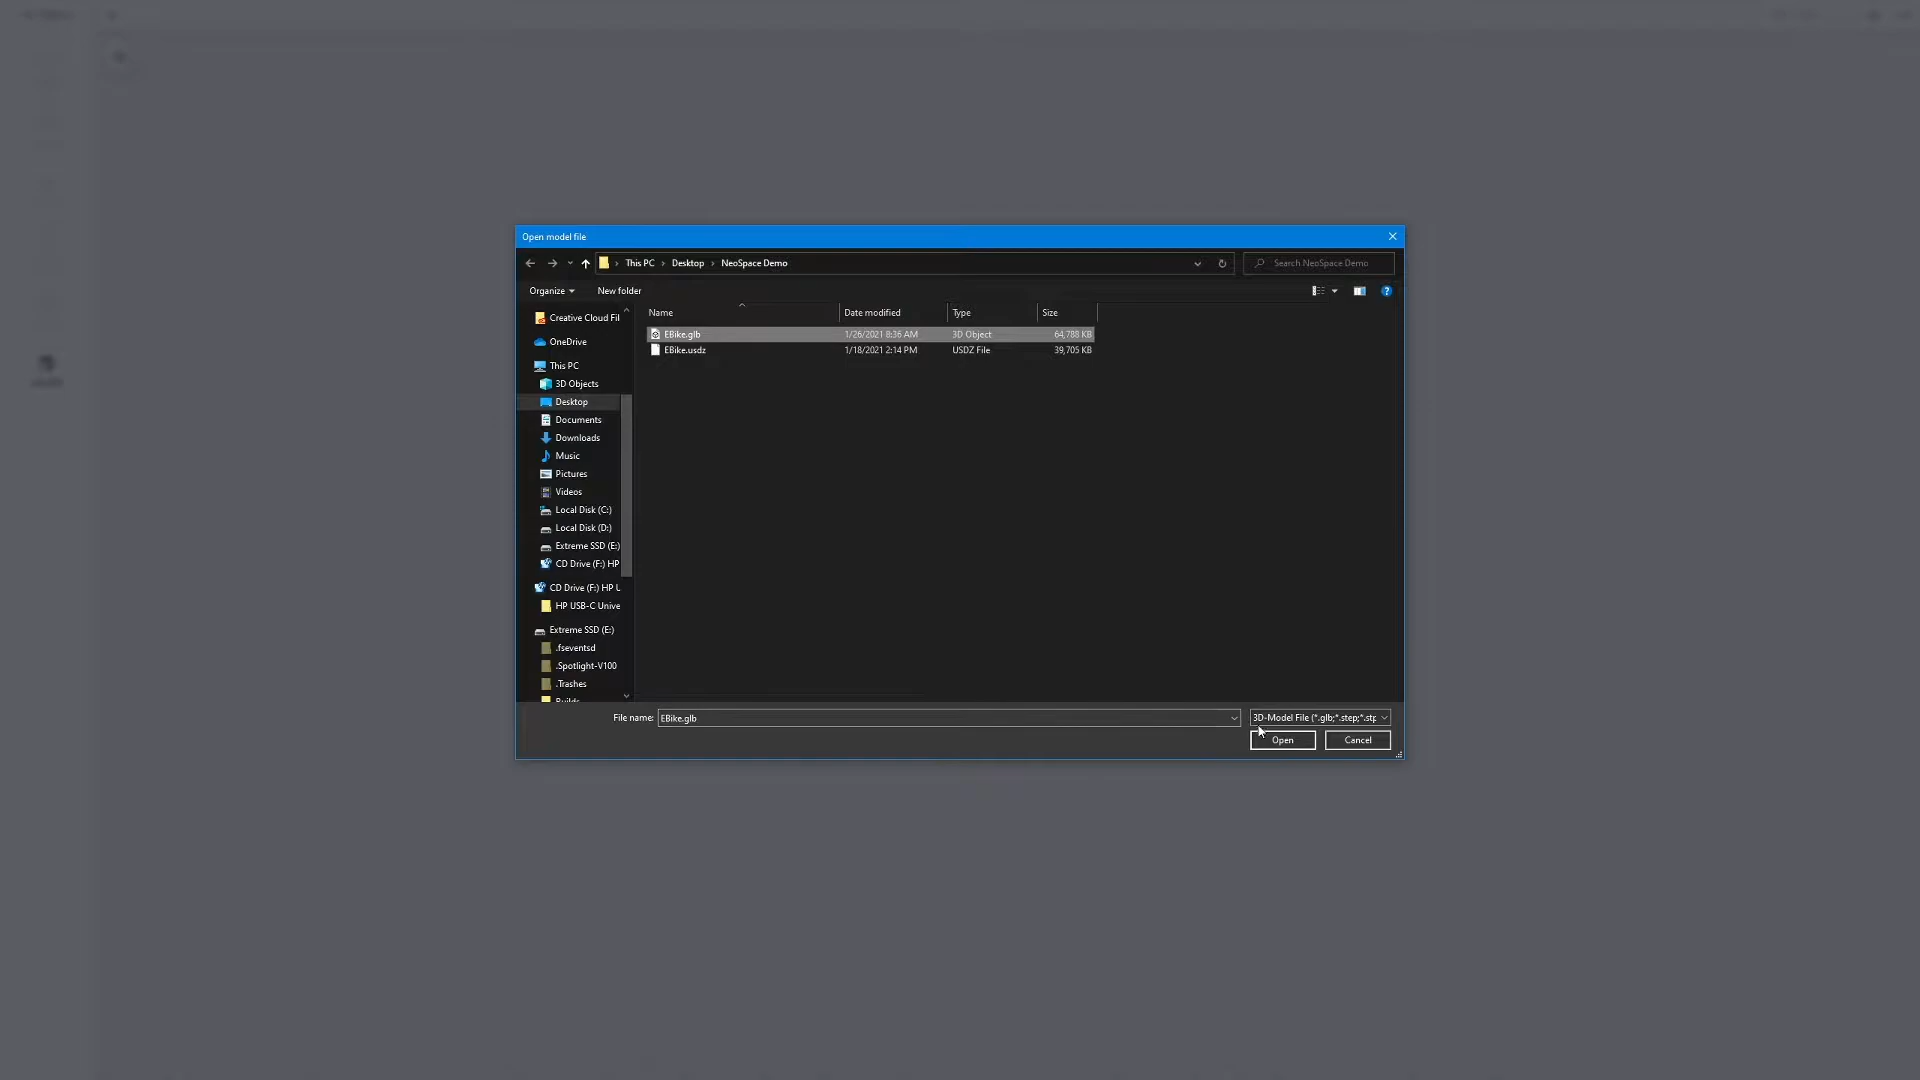 Open model file
This PC > Desktop > NeoSpace Demo
Search NeoSpace Demo
Organize
New folder
Name
Date modified
Type
Size
EBike.glb
1/26/2021 8:36 AM
3D Object
64,788 KB
EBike.usdz
1/18/2021 2:14 PM
USDZ File
39,705 KB
Creative Cloud Fil
OneDrive
This PC
3D Objects
Desktop
Documents
Downloads
Music
Pictures
Videos
Local Disk (C:)
Local Disk (D:)
Extreme SSD (E:)
CD Drive (F:) HP
CD Drive (F:) HP U
HP USB-C Unive
Extreme SSD (E:)
.fseventsd
.Spotlight-V100
.Trashes
Builds
File name:
EBike.glb
3D-Model File (*.glb;*.step;*.stp
Open
Cancel